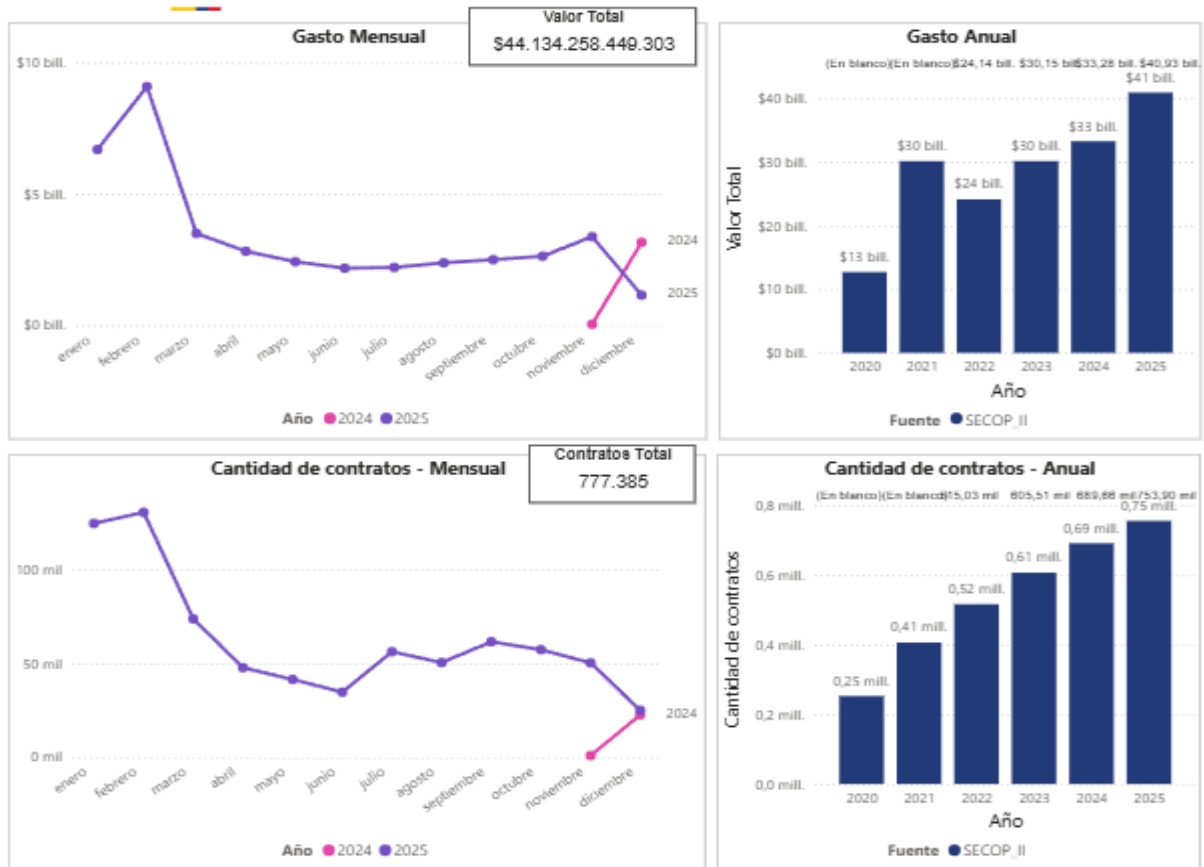 Gasto Mensual
Valor Total
$44.134.258.449.303
$10 bill.
$5 bill.
$0 bill.
2024
2025
enero
febrero
marzo
abril
mayo
junio
julio
agosto
septiembre
octubre
noviembre
diciembre
Año 2024 2025
Gasto Anual
(En blanco) (En blanco) $24,14 bill. $30,15 bill. $33,28 bill. $40,93 bill.
$41 bill.
$40 bill.
$33 bill.
$30 bill.
$30 bill.
$30 bill.
$24 bill.
$20 bill.
$13 bill.
$10 bill.
$0 bill.
Valor Total
2020 2021 2022 2023 2024 2025
Año
Fuente SECOP_II
Cantidad de contratos - Mensual
Contratos Total
777.385
100 mil
50 mil
0 mil
2024
enero
febrero
marzo
abril
mayo
junio
julio
agosto
septiembre
octubre
noviembre
diciembre
Año 2024 2025
Cantidad de contratos - Anual
(En blanco) (En blanco) 605,51 mil 689,66 mil 753,90 mil
0,8 mill.
0,75 mill.
0,69 mill.
0,61 mill.
0,6 mill.
0,52 mill.
0,41 mill.
0,4 mill.
0,25 mill.
0,2 mill.
0,0 mill.
Cantidad de contratos
2020 2021 2022 2023 2024 2025
Año
Fuente SECOP_II